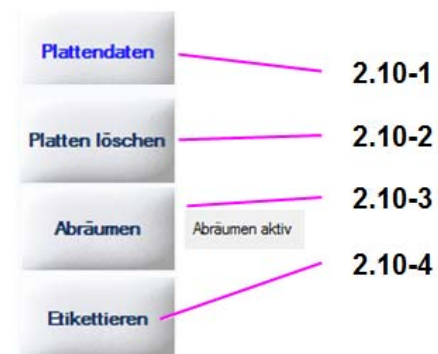 Plattendaten
2.10-1
Platten löschen
2.10-2
2.10-3
Abräumen
Abräumen aktiv
2.10-4
Etikettieren